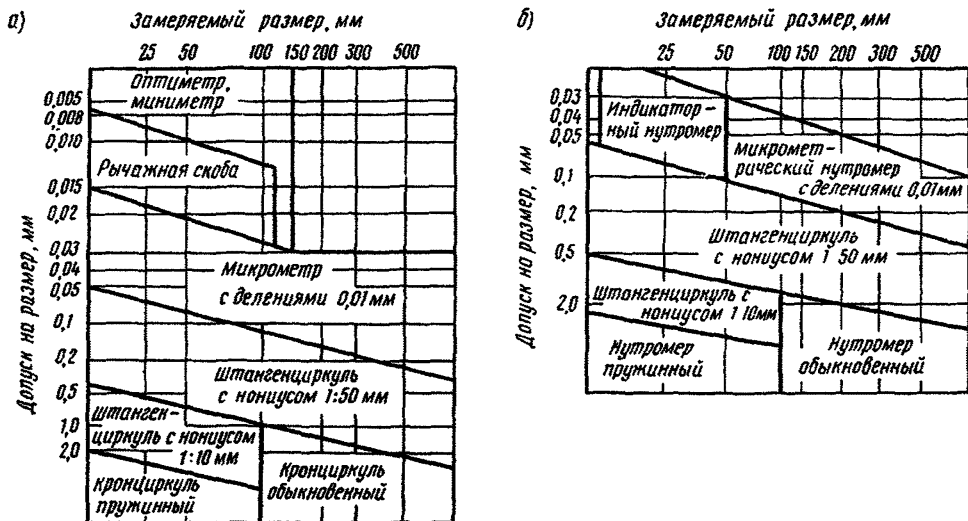 а)
Замеряемый размер, мм
25 50 100 150 200 300 500
Допуск на размер, мм
0,005
0,008
0,010
0,015
0,02
0,03
0,04
0,05
0,1
0,2
0,5
1,0
2,0
Оптиметр,
миниметр
Рычажная скоба
Микрометр
с делениями 0,01 мм
Штангенциркуль
с нониусом 1:50 мм
Штанген-
циркуль с нониусом
1:10 мм
Кронциркуль
обыкновенный
кронциркуль
пружинный
б)
Замеряемый размер, мм
25 50 100 200 300 500
Допуск на размер, мм
0,03
0,04
0,05
0,1
0,2
0,5
2,0
Индикатор-
ный нутромер
Микромет-
рический нутромер
с делениями 0,01мм
Штангенциркуль
с нониусом 1 50 мм
Штангенциркуль с
нониусом 1 10мм
Нутромер
пружинный
Нутромер
обыкновенный